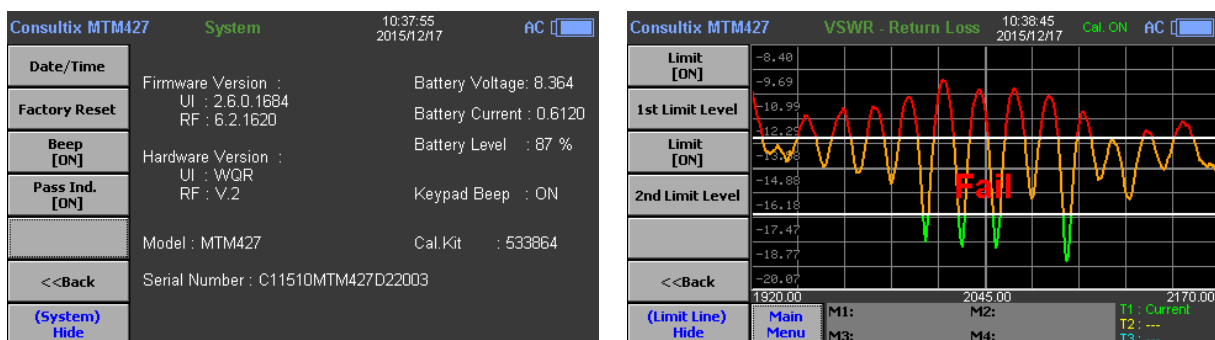 Consultix MTM427 System 10:37:55 2015/12/17 AC
Date/Time
Factory Reset
Beep
[ON]
Pass Ind.
[ON]
<<Back
(System)
Hide
Firmware Version :
UI : 2.6.0.1684
RF : 6.2.1620
Hardware Version :
UI : WQR
RF : V.2
Model : MTM427
Serial Number : C11510MTM427D22003
Battery Voltage: 8.364
Battery Current : 0.6120
Battery Level : 87 %
Keypad Beep : ON
Cal.Kit : 533864
Consultix MTM427 VSWR - Return Loss 10:38:45 2015/12/17 Cal. ON AC
Limit
[ON]
1st Limit Level
Limit
[ON]
2nd Limit Level
<<Back
(Limit Line)
Hide
-8.40
-9.69
-10.99
-12.29
-14.88
-16.18
-17.47
-18.77
-20.07
Fail
1920.00 2045.00 2170.00
Main
Menu
M1: M2:
M3: M4:
T1 : Current
T2 : ---
T3 : ---